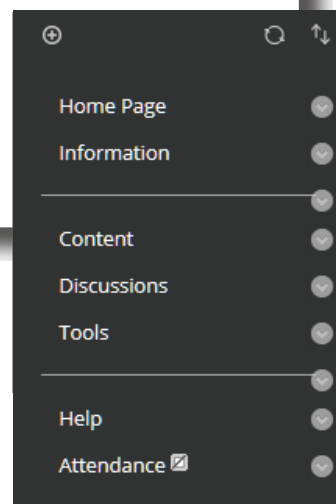 Home Page
Information
Content
Discussions
Tools
Help
Attendance